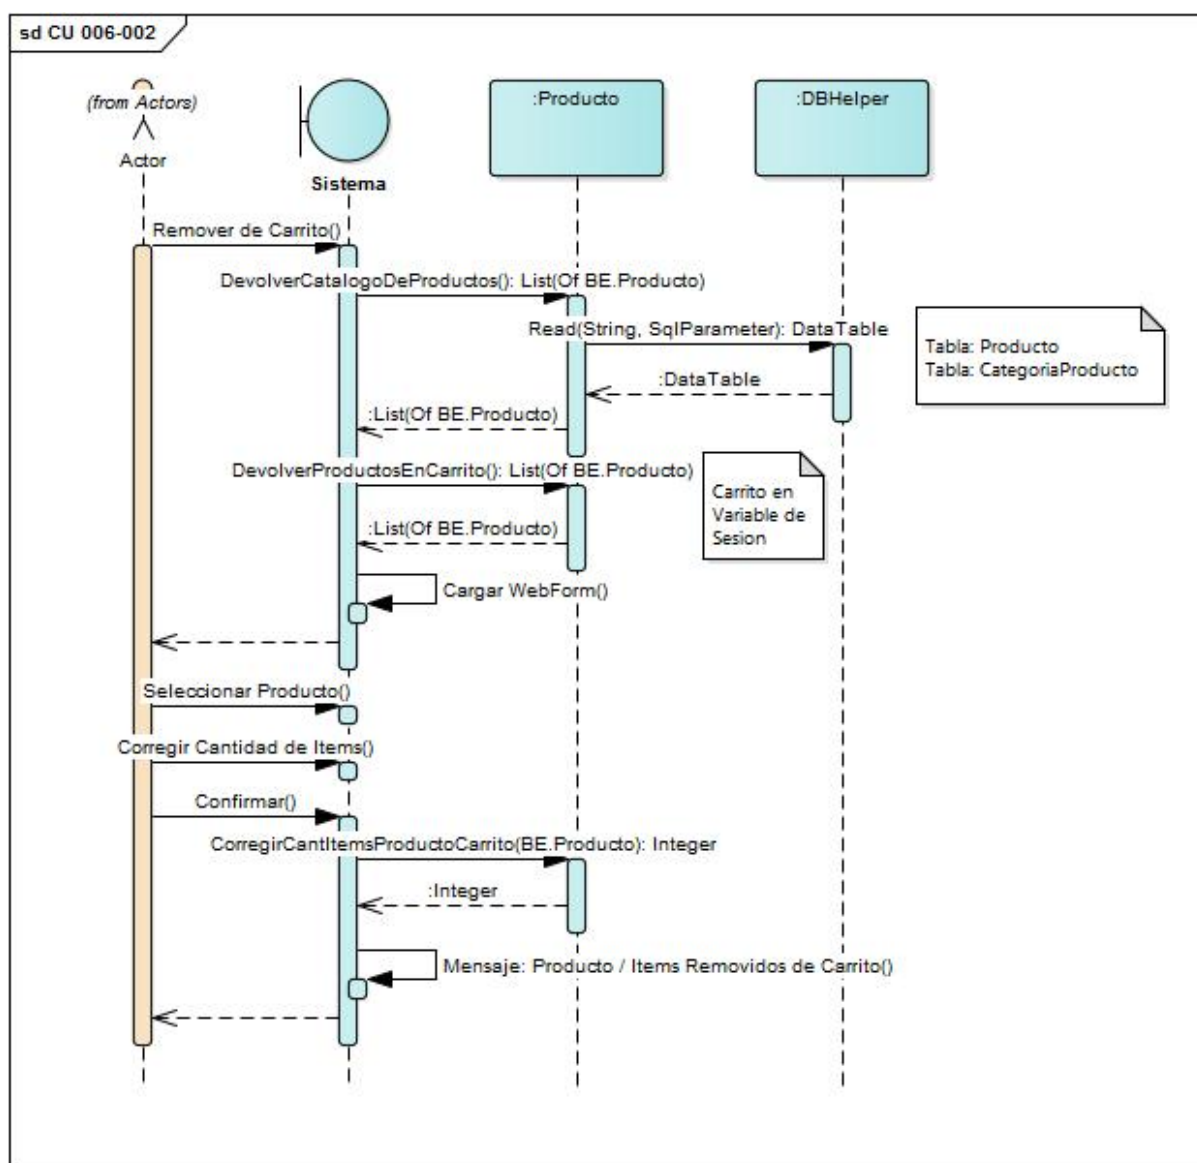 sd CU 006-002
(from Actors)
Actor
Sistema
:Producto
:DBHelper
Remover de Carrito()
DevolverCatalogoDeProductos(): List(Of BE.Producto)
Read(String, SqlParameter): DataTable
Tabla: Producto
Tabla: CategoriaProducto
:DataTable
:List(Of BE.Producto)
DevolverProductosEnCarrito(): List(Of BE.Producto)
Carrito en
Variable de
Sesion
:List(Of BE.Producto)
Cargar WebForm()
Seleccionar Producto()
Corregir Cantidad de Items()
Confirmar()
CorregirCantItemsProductoCarrito(BE.Producto): Integer
:Integer
Mensaje: Producto / Items Removidos de Carrito()